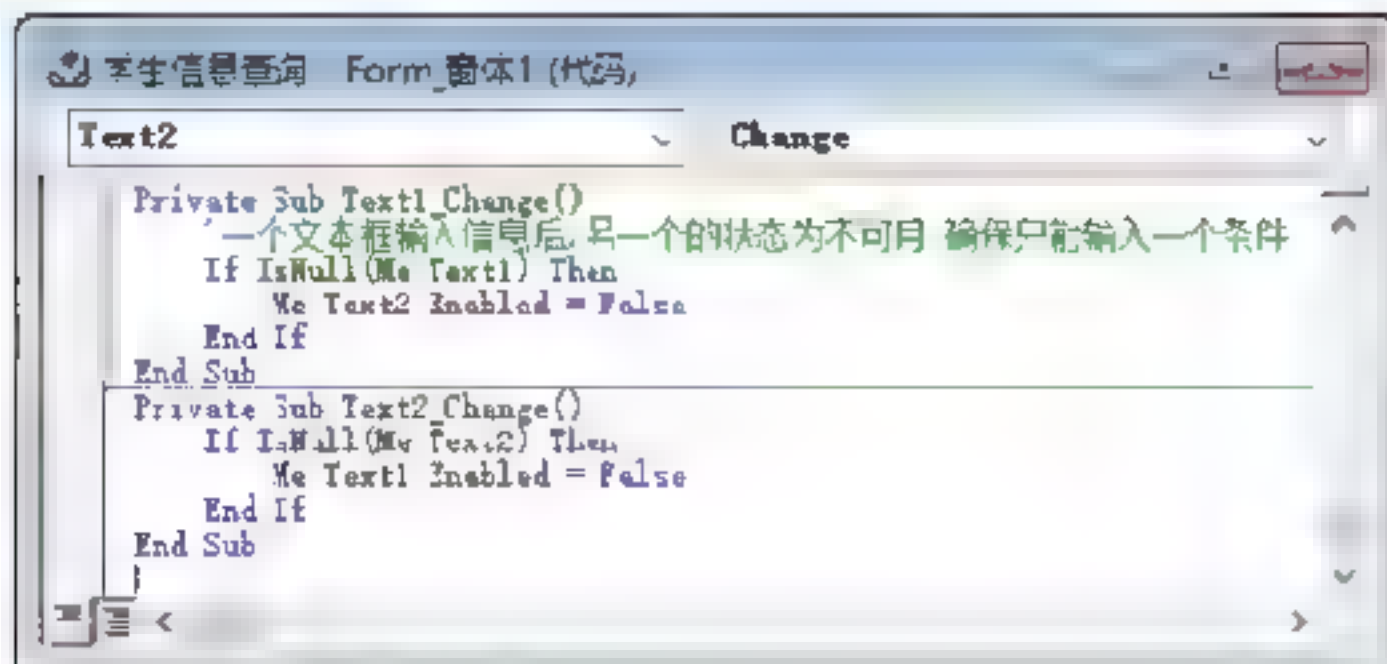 学生信息查询 Form_窗体1 (代码)
Text2 Change
Private Sub Text1_Change()
'一个文本框输入信息后,另一个的状态为不可用 确保只能输入一个条件
If IsNull(Me Text1) Then
Me Text2 Enabled = False
End If
End Sub
Private Sub Text2_Change()
If IsNull(Me Text2) Then
Me Text1 Enabled = False
End If
End Sub